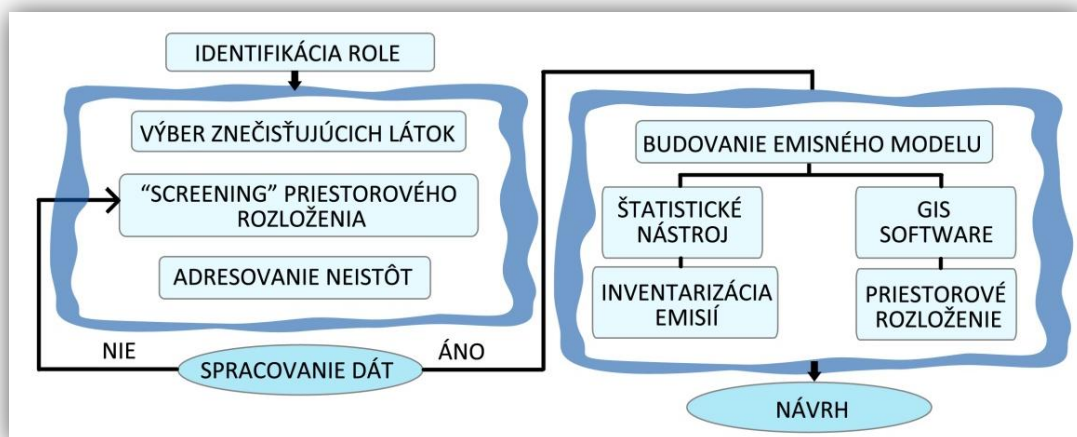 IDENTIFIKÁCIA ROLE
VÝBER ZNEČISŤUJÚCICH LÁTOK
“SCREENING” PRIESTOROVÉHO
ROZLOŽENIA
ADRESOVANIE NEISTÔT
NIE
SPRACOVANIE DÁT
ÁNO
BUDOVANIE EMISNÉHO MODELU
ŠTATISTICKÉ
NÁSTROJ
GIS
SOFTWARE
INVENTARIZÁCIA
EMISIÍ
PRIESTOROVÉ
ROZLOŽENIE
NÁVRH